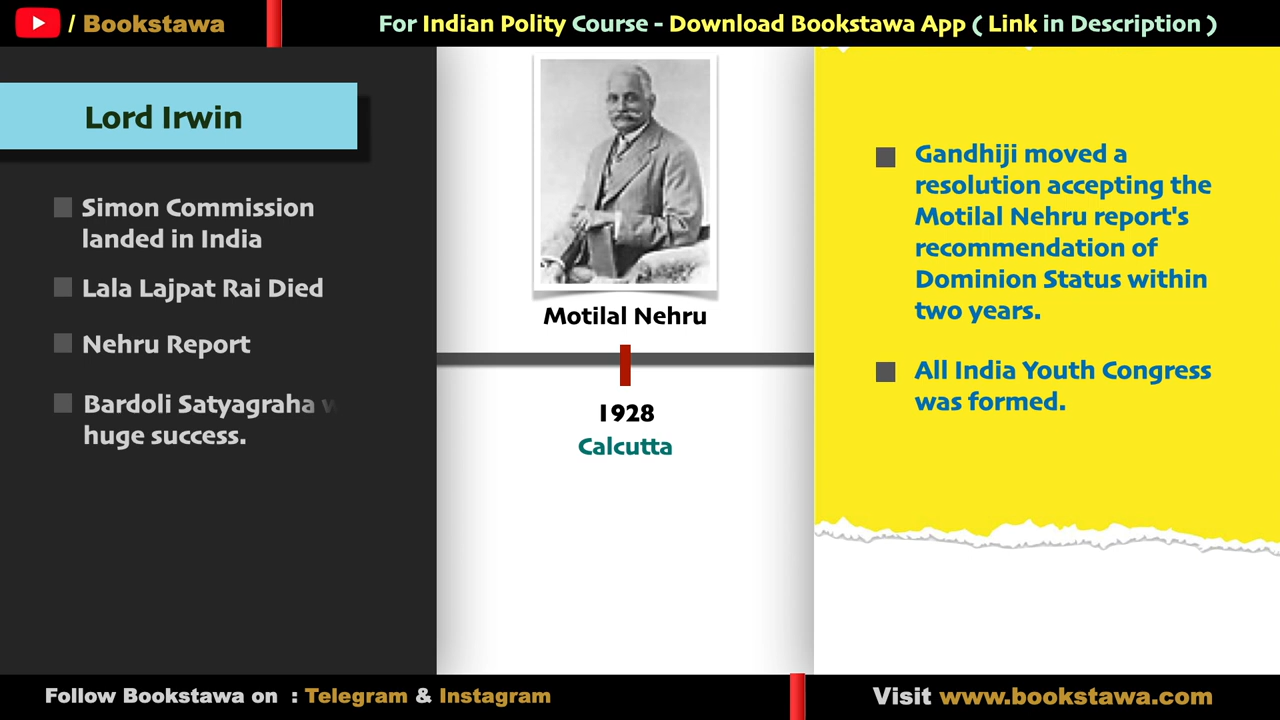 / Bookstawa
For Indian Polity Course - Download Bookstawa App ( Link in Description )
Lord Irwin
Simon Commission
landed in India
Lala Lajpat Rai Died
Nehru Report
Bardoli Satyagraha
huge success.
Motilal Nehru
1928
Calcutta
Gandhiji moved a
resolution accepting the
Motilal Nehru report's
recommendation of
Dominion Status within
two years.
All India Youth Congress
was formed.
Follow Bookstawa on : Telegram & Instagram
Visit www.bookstawa.com